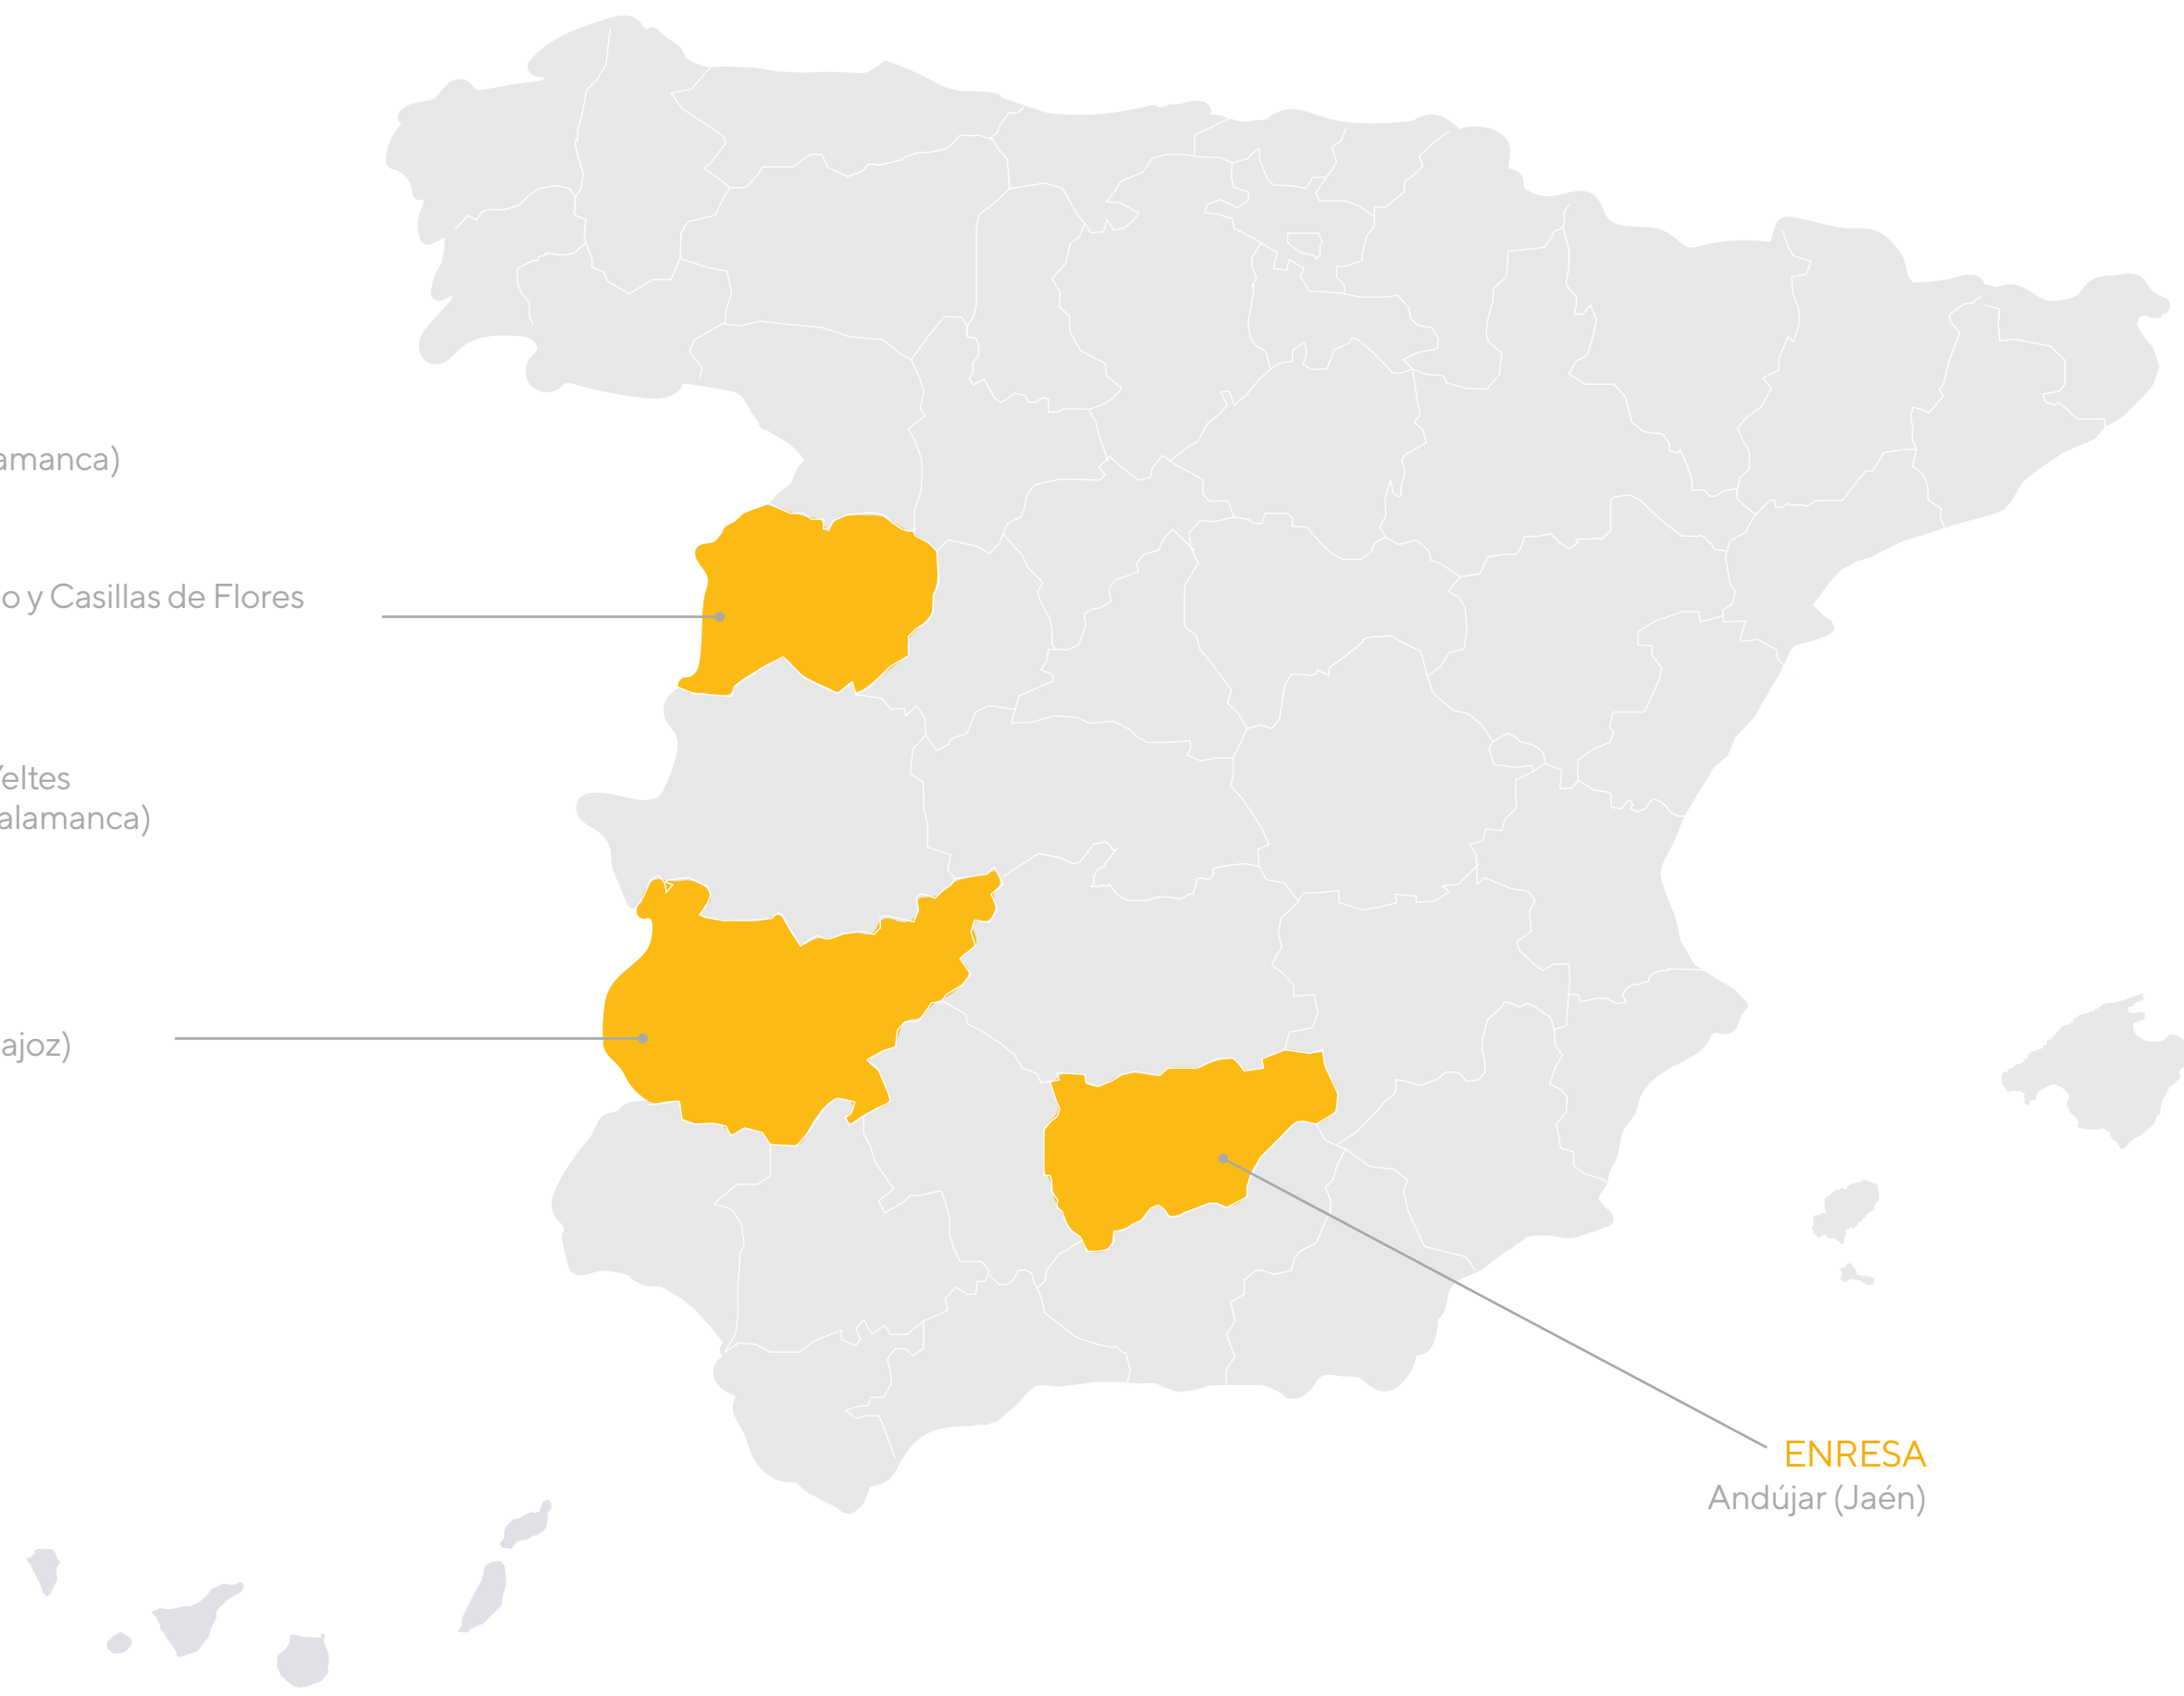 amanca)
o y Casillas de Flores
eltes
alamanca)
ajoz)
ENRESA
Andújar (Jaén)